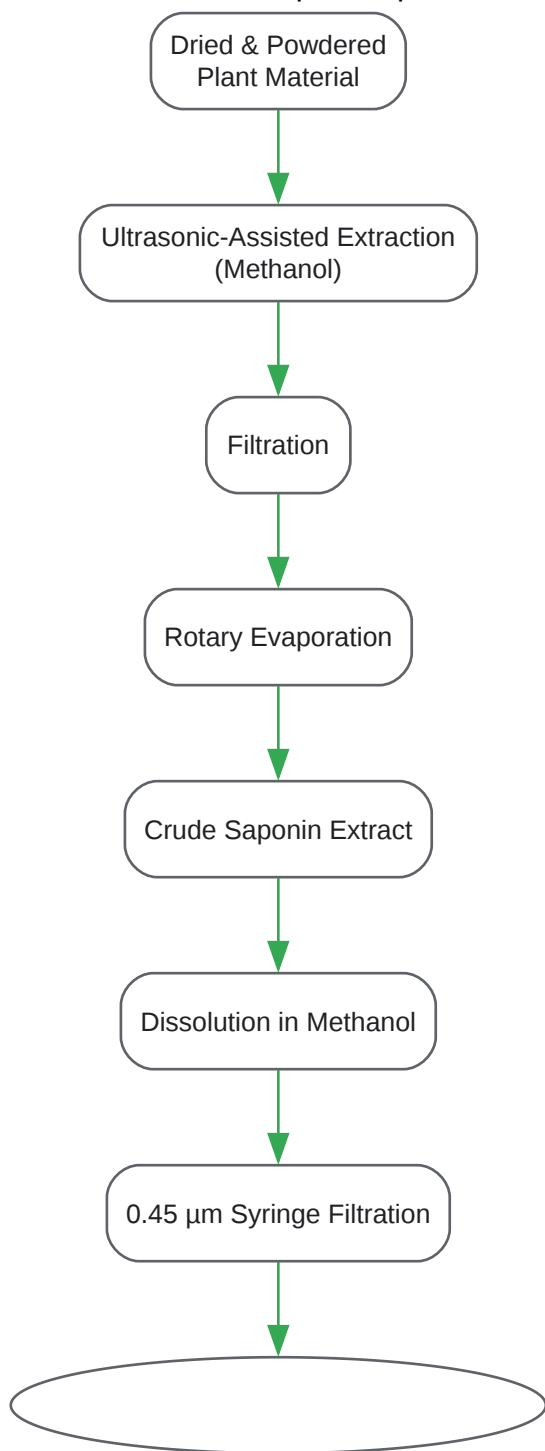 Dried & Powdered
Plant Material
Ultrasonic-Assisted Extraction
(Methanol)
Filtration
Rotary Evaporation
Crude Saponin Extract
Dissolution in Methanol
0.45 µm Syringe Filtration